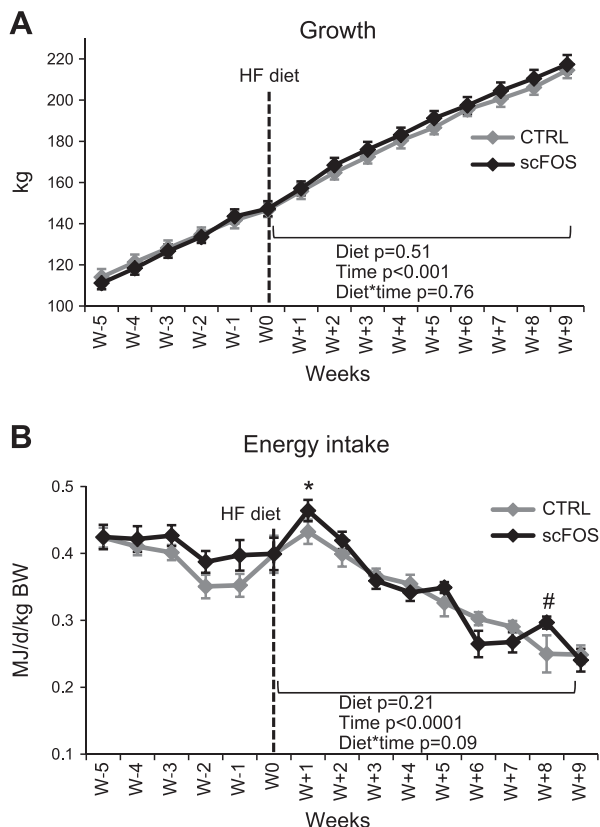 A
Growth
220
200
180
160
140
120
100
kg
HF diet
CTRL
scFOS
Diet p=0.51
Time p<0.001
Diet*time p=0.76
W-5 W-4 W-3 W-2 W-1 W0 W+1 W+2 W+3 W+4 W+5 W+6 W+7 W+8 W+9
Weeks
B
Energy intake
0.5
0.4
0.3
0.2
0.1
MJ/d/kg BW
HF diet
*
CTRL
scFOS
#
Diet p=0.21
Time p<0.0001
Diet*time p=0.09
W-5 W-4 W-3 W-2 W-1 W0 W+1 W+2 W+3 W+4 W+5 W+6 W+7 W+8 W+9
Weeks